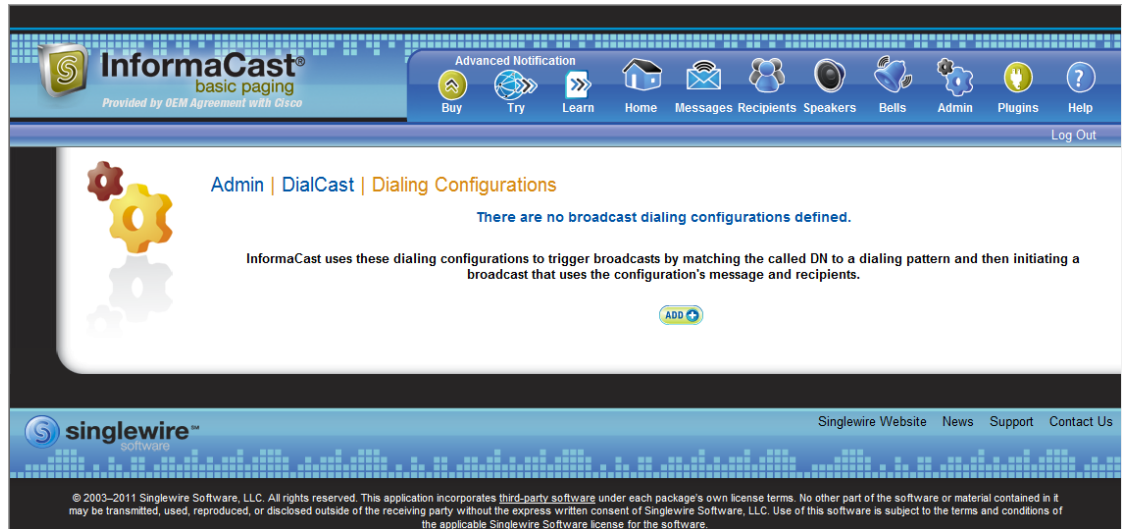 InformaCast®
basic paging
Provided by OEM Agreement with Cisco
Advanced Notification
Buy Try Learn Home Messages Recipients Speakers Bells Admin Plugins Help
Log Out
Admin | DialCast | Dialing Configurations
There are no broadcast dialing configurations defined.
InformaCast uses these dialing configurations to trigger broadcasts by matching the called DN to a dialing pattern and then initiating a
broadcast that uses the configuration's message and recipients.
ADD
singlewire℠
software
Singlewire Website News Support Contact Us
© 2003–2011 Singlewire Software, LLC. All rights reserved. This application incorporates third-party software under each package's own license terms. No other part of the software or material contained in it
may be transmitted, used, reproduced, or disclosed outside of the receiving party without the express written consent of Singlewire Software, LLC. Use of this software is subject to the terms and conditions of
the applicable Singlewire Software license for the software.